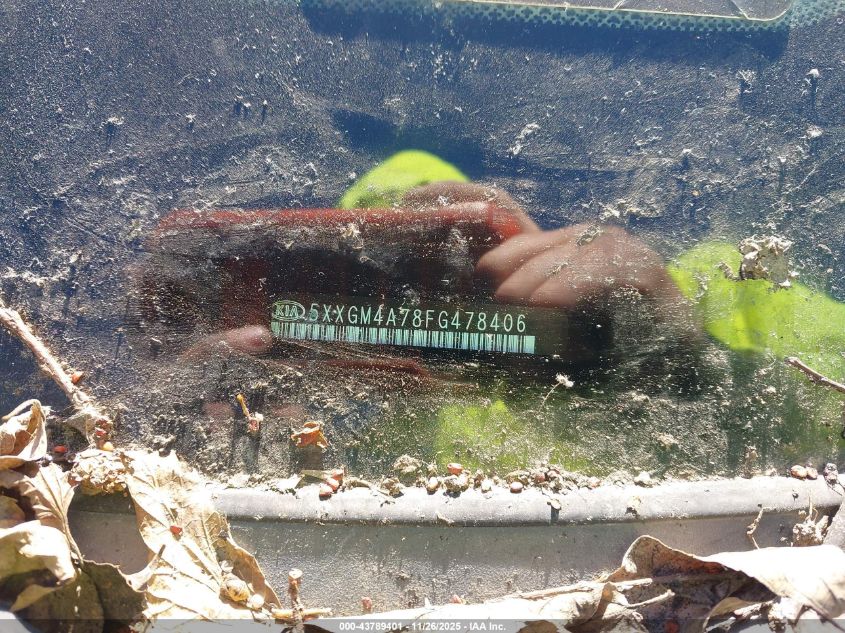 KIA 5XXGM4A78FG478406
000-43789401 - 11/26/2025 - IAA Inc.